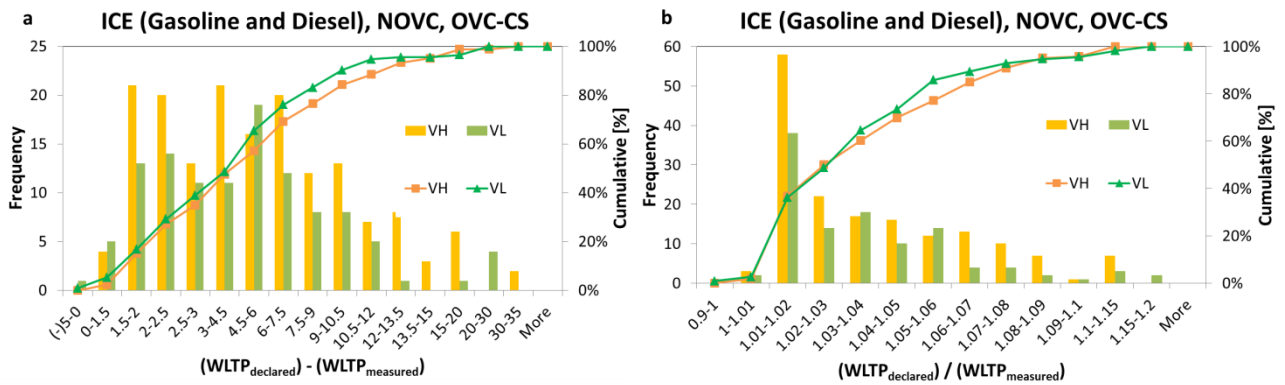 a
ICE (Gasoline and Diesel), NOVC, OVC-CS
25
20
15
10
5
0
Frequency
100%
80%
60%
40%
20%
0%
Cumulative [%]
VH VL
VH VL
(-)5-0 0-1.5 1.5-2 2-2.5 2.5-3 3-4.5 4.5-6 6-7.5 7.5-9 9-10.5 10.5-12 12-13.5 13.5-15 15-20 20-30 30-35 More
(WLTPdeclared) - (WLTPmeasured)
b
ICE (Gasoline and Diesel), NOVC, OVC-CS
60
50
40
30
20
10
0
Frequency
100%
80%
60%
40%
20%
0%
Cumulative [%]
VH VL
VH VL
0.9-1 1-1.01 1.01-1.02 1.02-1.03 1.03-1.04 1.04-1.05 1.05-1.06 1.06-1.07 1.07-1.08 1.08-1.09 1.09-1.1 1.1-1.15 1.15-1.2 More
(WLTPdeclared) / (WLTPmeasured)